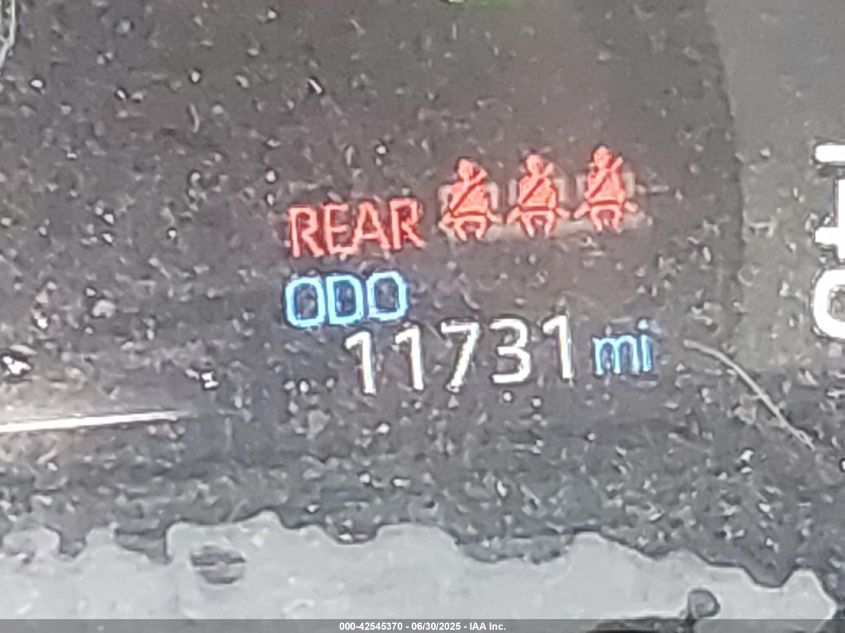 REAR
ODO
11731 mi
000-42545370 - 06/30/2025 - IAA Inc.